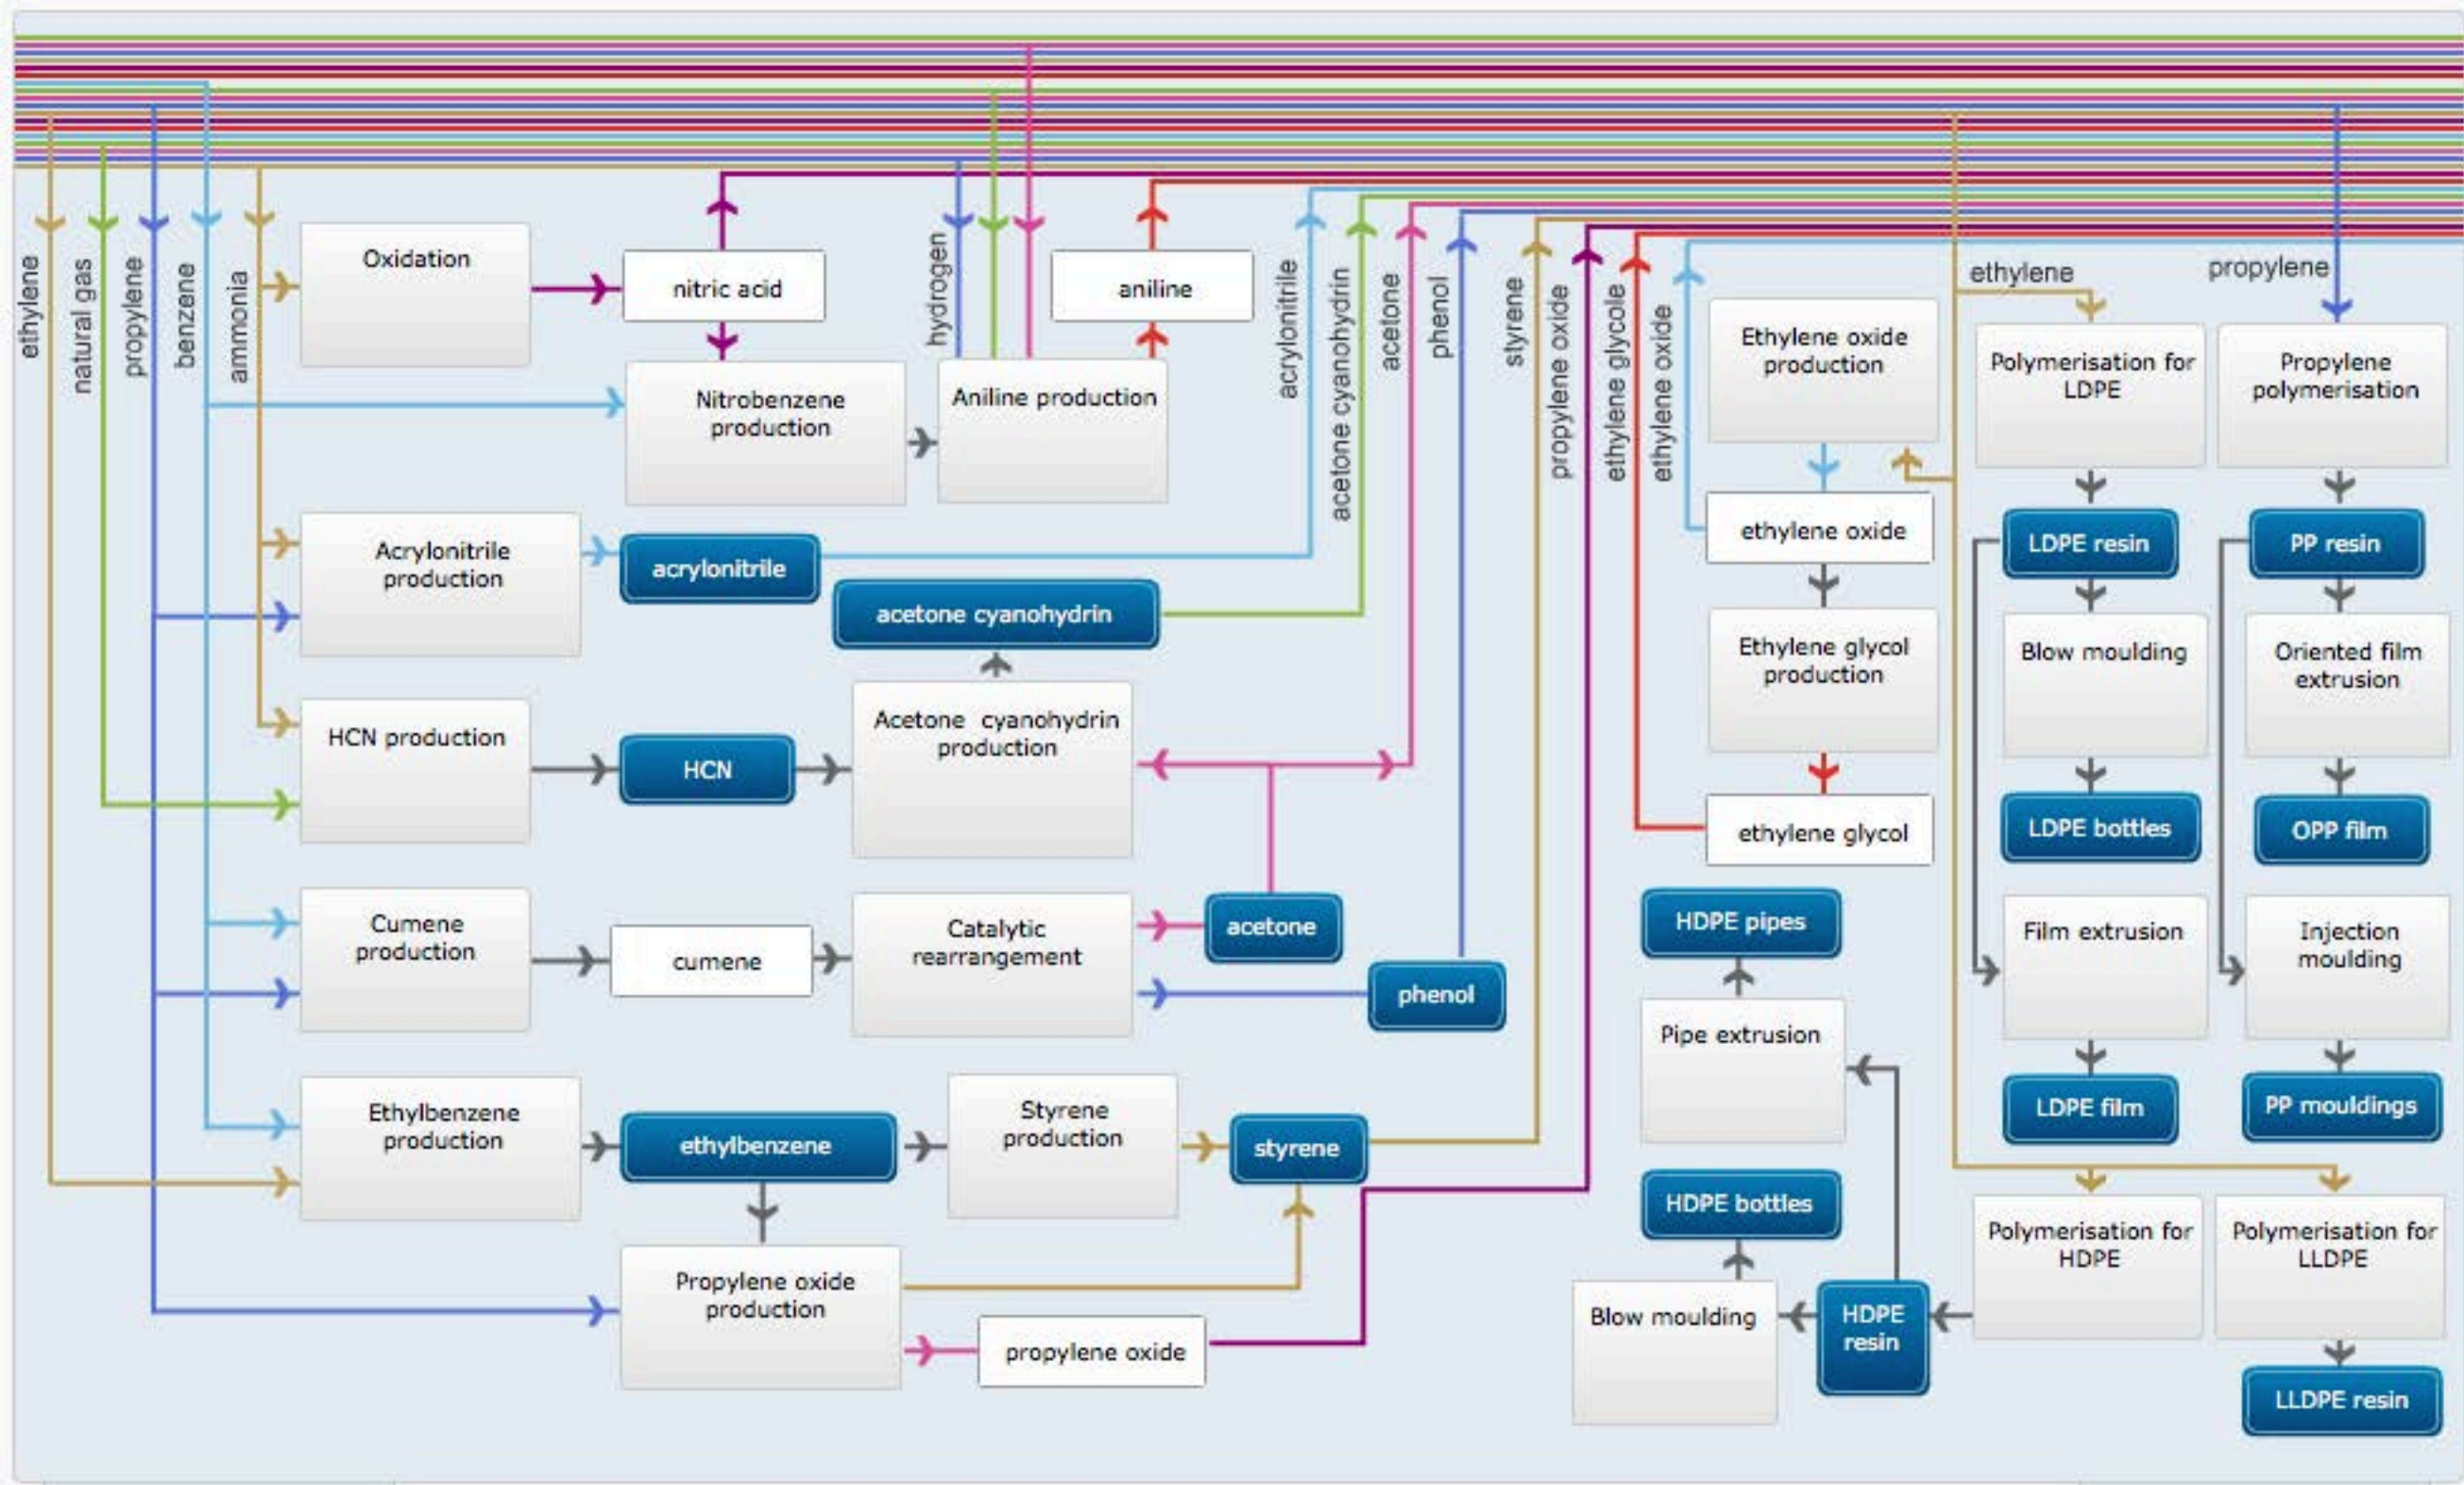 ethylene
natural gas
propylene
benzene
ammonia
Oxidation
nitric acid
hydrogen
aniline
Nitrobenzene
production
Aniline production
acrylonitrile
acetone cyanohydrin
acetone
phenol
styrene
propylene oxide
ethylene glycole
ethylene oxide
ethylene
propylene
Ethylene oxide
production
Polymerisation for
LDPE
Propylene
polymerisation
Acrylonitrile
production
acrylonitrile
acetone cyanohydrin
ethylene oxide
LDPE resin
PP resin
HCN production
HCN
Acetone cyanohydrin
production
Ethylene glycol
production
Blow moulding
Oriented film
extrusion
ethylene glycol
LDPE bottles
OPP film
Cumene
production
cumene
Catalytic
rearrangement
acetone
phenol
HDPE pipes
Film extrusion
Injection
moulding
Pipe extrusion
Ethylbenzene
production
ethylbenzene
Styrene
production
styrene
LDPE film
PP mouldings
HDPE bottles
Polymerisation for
HDPE
Polymerisation for
LLDPE
Propylene oxide
production
propylene oxide
Blow moulding
HDPE
resin
LLDPE resin